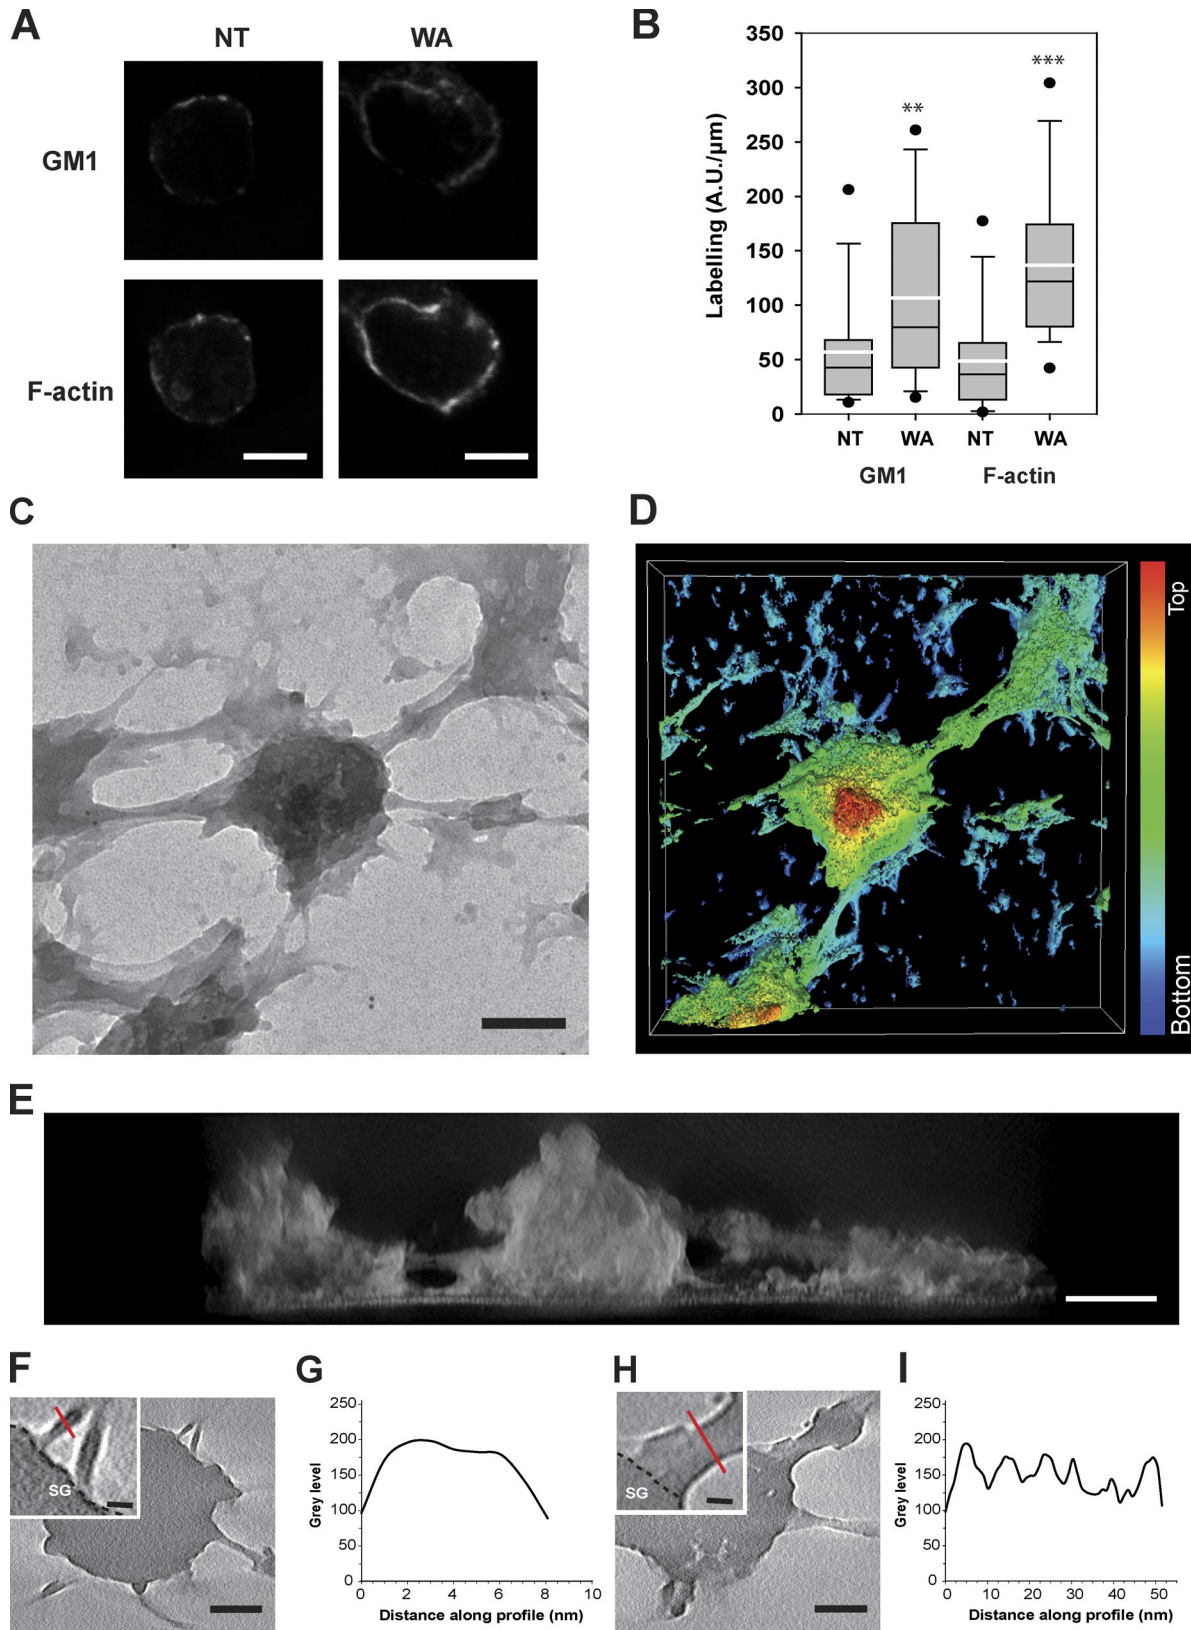 A
NT
WA
GM1
F-actin
B
350
300
250
200
150
100
50
0
Labelling (A.U./μm)
**
***
NT
WA
NT
WA
GM1
F-actin
C
D
Top
Bottom
E
F
SG
G
250
200
150
100
50
0
Grey level
0 2 4 6 8 10
Distance along profile (nm)
H
SG
I
250
200
150
100
50
0
Grey level
0 10 20 30 40 50
Distance along profile (nm)